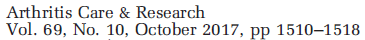 Arthritis Care & Research
Vol. 69, No. 10, October 2017, pp 1510–1518